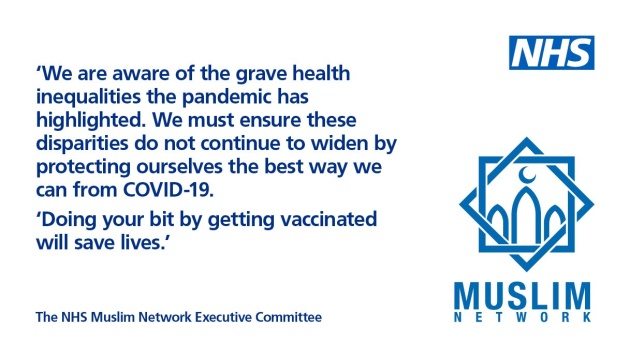 NHS
‘We are aware of the grave health
inequalities the pandemic has
highlighted. We must ensure these
disparities do not continue to widen by
protecting ourselves the best way we
can from COVID-19.
‘Doing your bit by getting vaccinated
will save lives.’
The NHS Muslim Network Executive Committee
MUSLIM
NETWORK